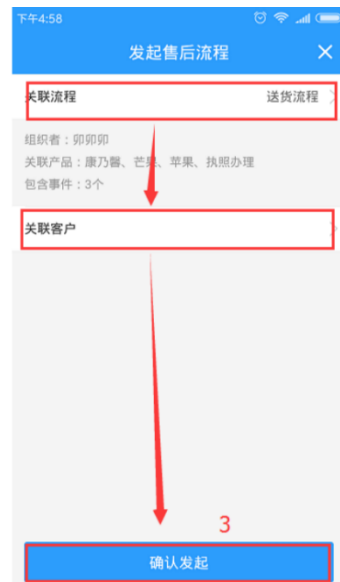 下午4:58
发起售后流程
关联流程 送货流程
组织者：卯卯卯
关联产品：康乃馨、芒果、苹果、执照办理
包含事件：3个
关联客户
3
确认发起